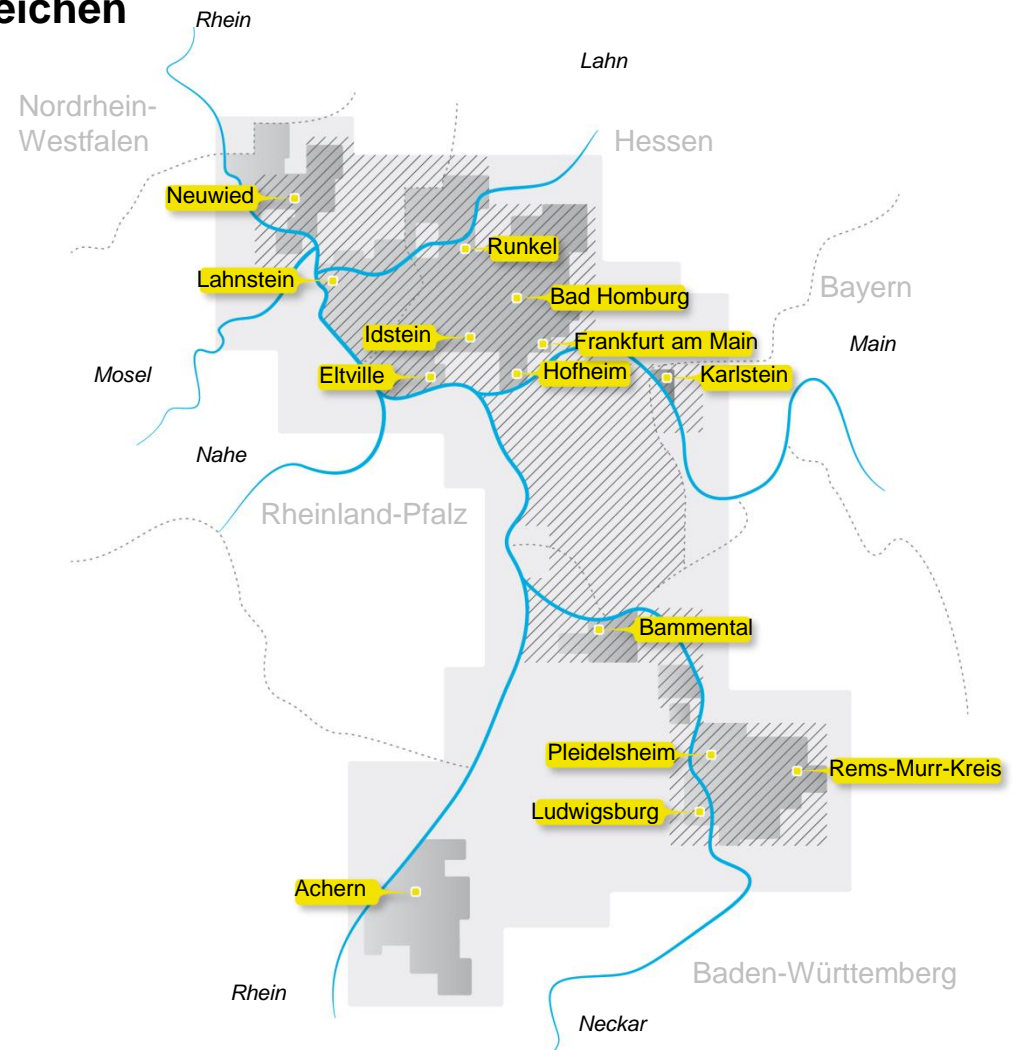 eichen
Rhein
Lahn
Nordrhein-
Westfalen
Hessen
Neuwied
Runkel
Lahnstein
Bad Homburg
Bayern
Idstein
Frankfurt am Main
Main
Eltville
Hofheim
Karlstein
Mosel
Nahe
Rheinland-Pfalz
Bammental
Pleidelsheim
Rems-Murr-Kreis
Ludwigsburg
Achern
Baden-Württemberg
Rhein
Neckar